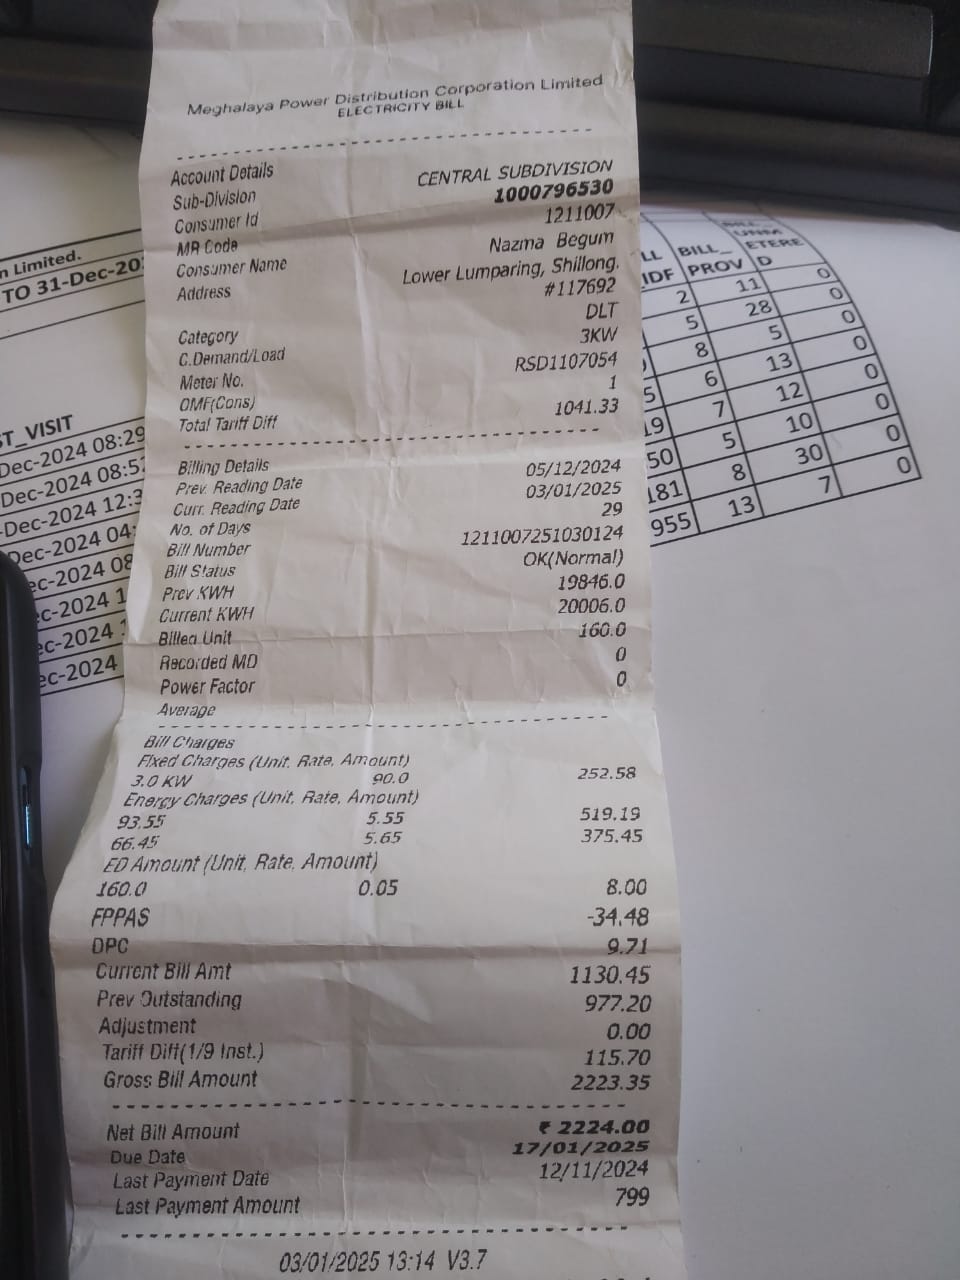 Meghalaya Power Distribution Corporation Limited
ELECTRICITY BILL
Account Details
Sub-Division CENTRAL SUBDIVISION
Consumer Id 1000796530
MR Code 1211007
Consumer Name Nazma Begum
Address Lower Lumparing, Shillong.
#117692
Category DLT
C.Demand/Load 3KW
Meter No. RSD1107054
OMF(Cons) 1
Total Tariff Diff 1041.33
Billing Details
Prev. Reading Date 05/12/2024
Curr. Reading Date 03/01/2025
No. of Days 29
Bill Number 1211007251030124
Bill Status OK(Normal)
Prev KWH 19846.0
Current KWH 20006.0
Billed Unit 160.0
Recorded MD 0
Power Factor 0
Average
Bill Charges
Fixed Charges (Unit, Rate, Amount)
3.0 KW 90.0 252.58
Energy Charges (Unit, Rate, Amount)
93.55 5.55 519.19
66.45 5.65 375.45
ED Amount (Unit, Rate, Amount)
160.0 0.05 8.00
FPPAS -34.48
DPC 9.71
Current Bill Amt 1130.45
Prev Outstanding 977.20
Adjustment 0.00
Tariff Diff(1/9 Inst.) 115.70
Gross Bill Amount 2223.35
Net Bill Amount ₹ 2224.00
Due Date 17/01/2025
Last Payment Date 12/11/2024
Last Payment Amount 799
03/01/2025 13:14 V3.7
n Limited.
TO 31-Dec-20
ST_VISIT
Dec-2024 08:29
Dec-2024 08:5
-Dec-2024 12:3
Dec-2024 04:
ec-2024 08
ec-2024 1
ec-2024
ec-2024
LL BILL_ UNM
IDF PROV ETERE
D
2 11 0
5 28 0
8 5 0
5 6 13 0
19 7 12 0
50 5 10 0
181 8 30 0
955 13 7 0